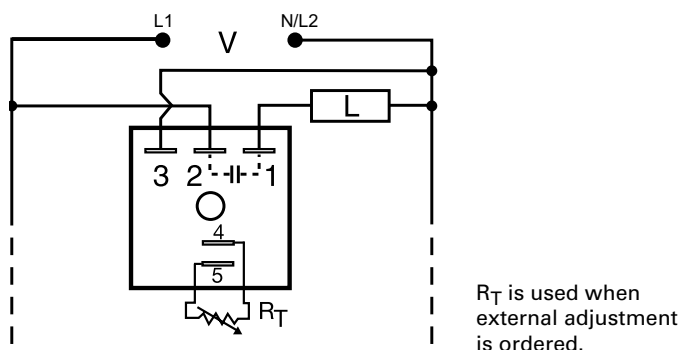 L1 V N/L2
L
3 2 1
4
5
RT
RT is used when
external adjustment
is ordered.